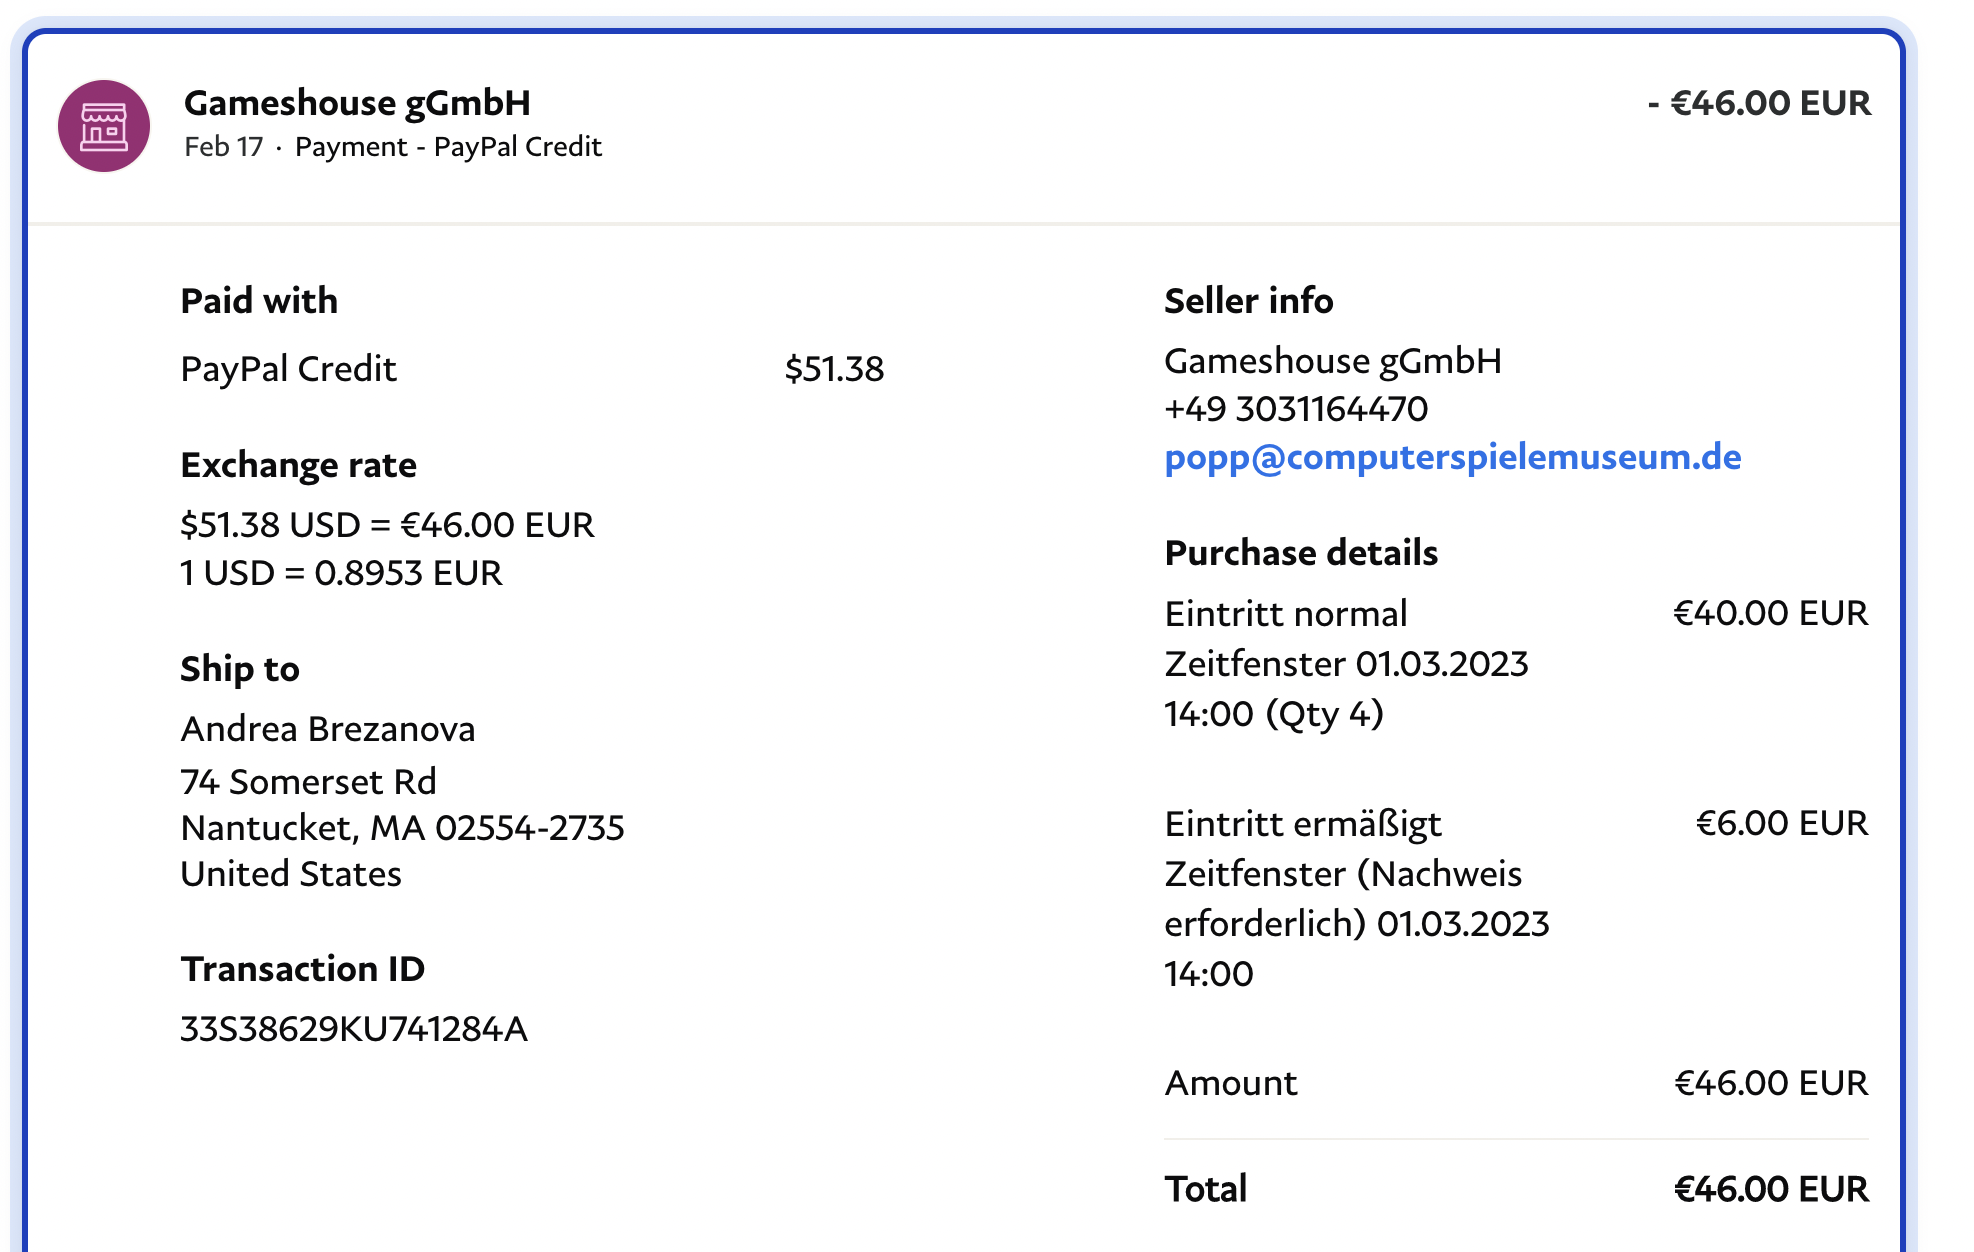 Gameshouse gGmbH
- €46.00 EUR
Feb 17 · Payment - PayPal Credit
Paid with
PayPal Credit $51.38
Exchange rate
$51.38 USD = €46.00 EUR
1 USD = 0.8953 EUR
Ship to
Andrea Brezanova
74 Somerset Rd
Nantucket, MA 02554-2735
United States
Transaction ID
33S38629KU741284A
Seller info
Gameshouse gGmbH
+49 3031164470
popp@computerspielemuseum.de
Purchase details
Eintritt normal €40.00 EUR
Zeitfenster 01.03.2023
14:00 (Qty 4)
Eintritt ermäßigt €6.00 EUR
Zeitfenster (Nachweis
erforderlich) 01.03.2023
14:00
Amount €46.00 EUR
Total €46.00 EUR